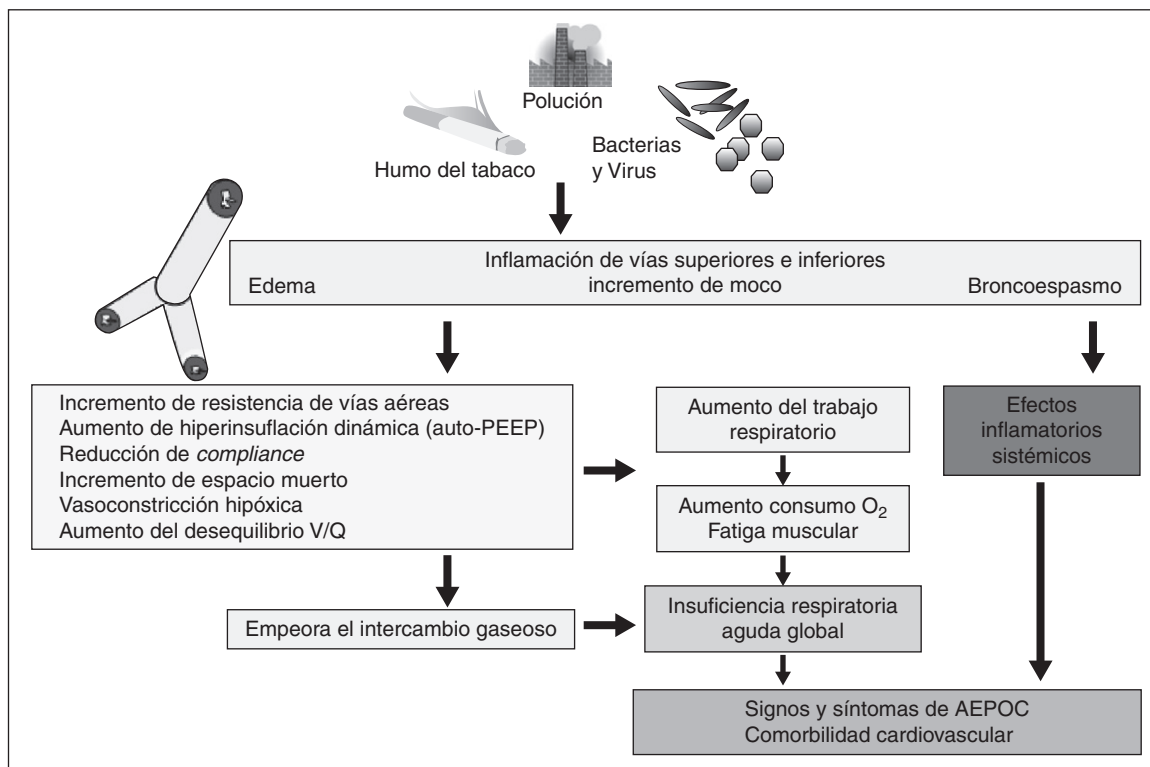 Polución
Humo del tabaco
Bacterias
y Virus
Inflamación de vías superiores e inferiores
incremento de moco
Edema
Broncoespasmo
Incremento de resistencia de vías aéreas
Aumento de hiperinsuflación dinámica (auto-PEEP)
Reducción de compliance
Incremento de espacio muerto
Vasoconstricción hipóxica
Aumento del desequilibrio V/Q
Aumento del trabajo
respiratorio
Efectos
inflamatorios
sistémicos
Aumento consumo O₂
Fatiga muscular
Empeora el intercambio gaseoso
Insuficiencia respiratoria
aguda global
Signos y síntomas de AEPOC
Comorbilidad cardiovascular